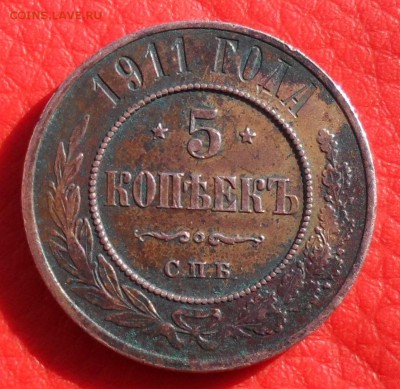 COINS.LAVE.RU
1911 ГОДА
5
КОПѢЕКЪ
С.П.Б.